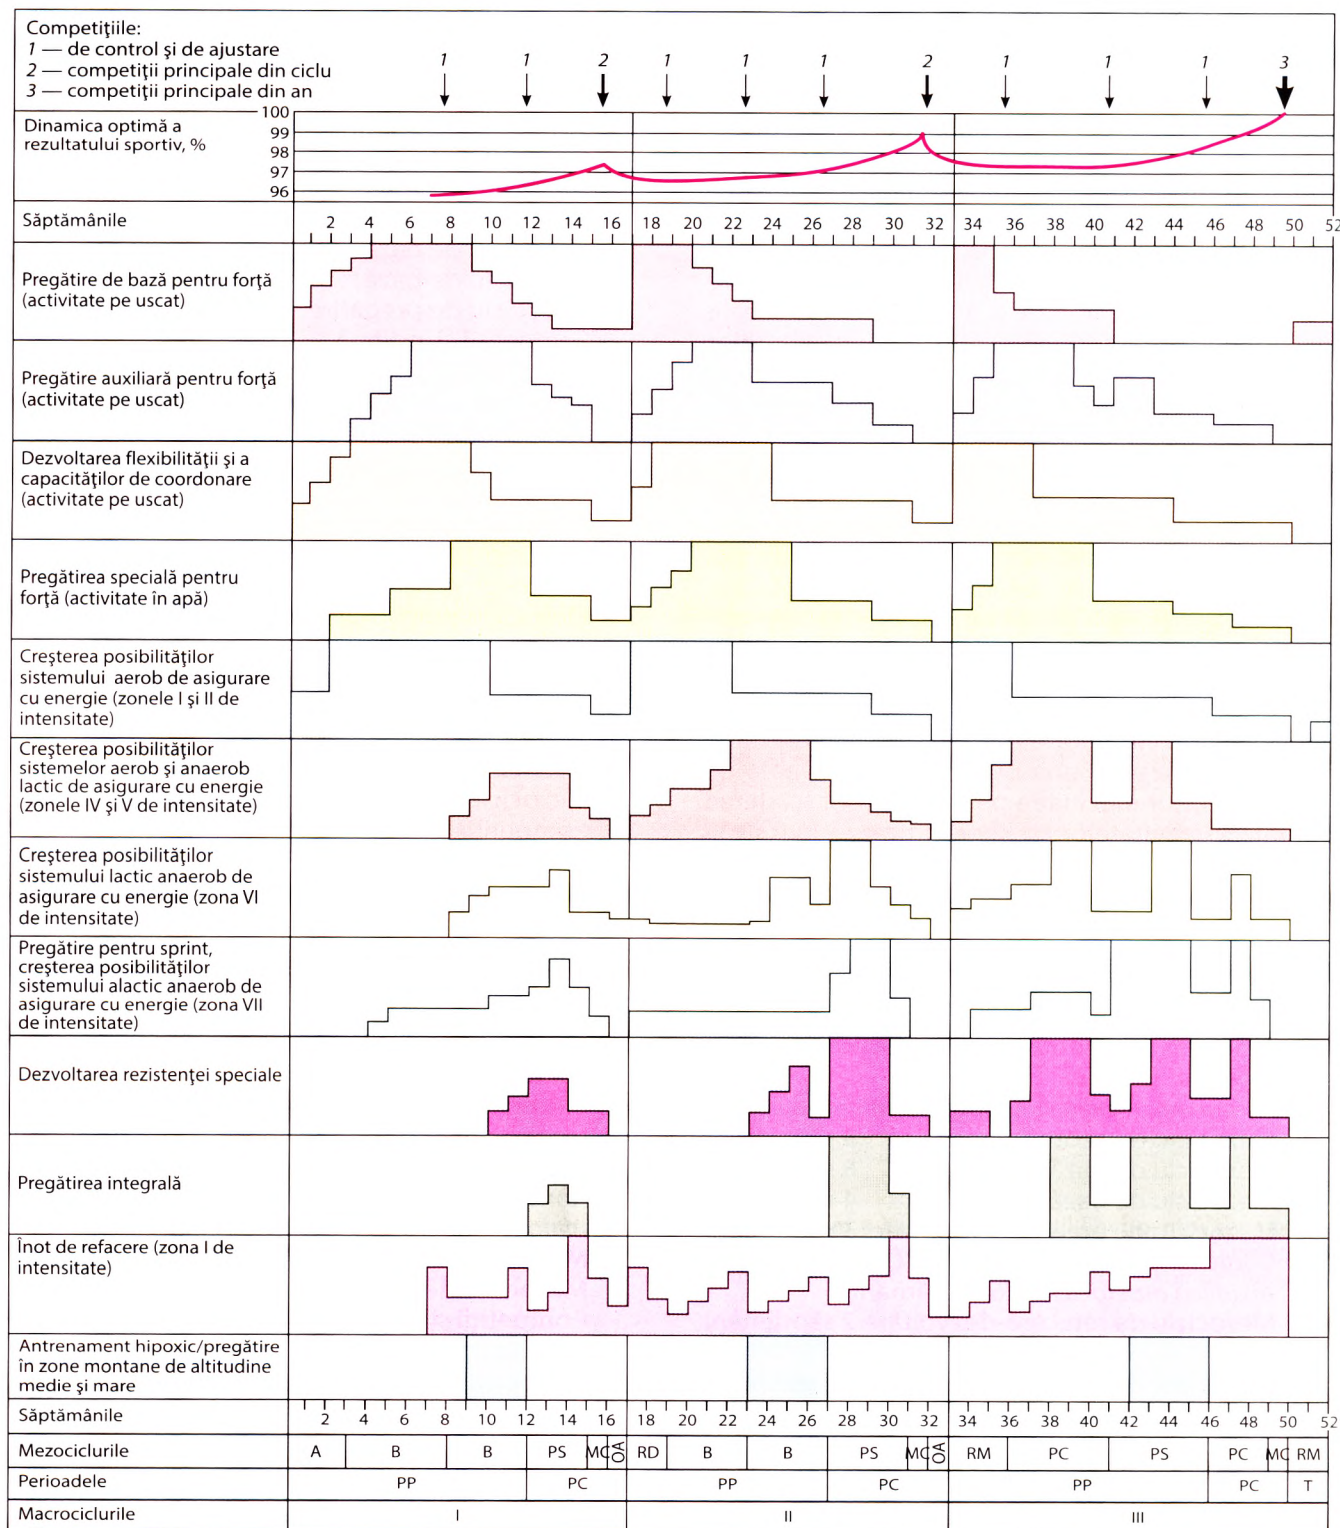 Competiţiile:
1 — de control şi de ajustare
2 — competiţii principale din ciclu
3 — competiţii principale din an
1 1 2 1 1 1 2 1 1 1 3
Dinamica optimă a
rezultatului sportiv, %
100
99
98
97
96
Săptămânile
2 4 6 8 10 12 14 16 18 20 22 24 26 28 30 32 34 36 38 40 42 44 46 48 50 52
Pregătire de bază pentru forţă
(activitate pe uscat)
Pregătire auxiliară pentru forţă
(activitate pe uscat)
Dezvoltarea flexibilităţii şi a
capacităţilor de coordonare
(activitate pe uscat)
Pregătirea specială pentru
forţă (activitate în apă)
Creşterea posibilităţilor
sistemului aerob de asigurare
cu energie (zonele I şi II de
intensitate)
Creşterea posibilităţilor
sistemelor aerob şi anaerob
lactic de asigurare cu energie
(zonele IV şi V de intensitate)
Creşterea posibilităţilor
sistemului lactic anaerob de
asigurare cu energie (zona VI
de intensitate)
Pregătire pentru sprint,
creşterea posibilităţilor
sistemului alactic anaerob de
asigurare cu energie (zona VII
de intensitate)
Dezvoltarea rezistenţei speciale
Pregătirea integrală
Înot de refacere (zona I de
intensitate)
Antrenament hipoxic/pregătire
în zone montane de altitudine
medie şi mare
Săptămânile
2 4 6 8 10 12 14 16 18 20 22 24 26 28 30 32 34 36 38 40 42 44 46 48 50 52
Mezociclurile
A B B PS MC OA RD B B PS MC OA RM PC PS PC MC RM
Perioadele
PP PC PP PC PP PC T
Macrociclurile
I II III